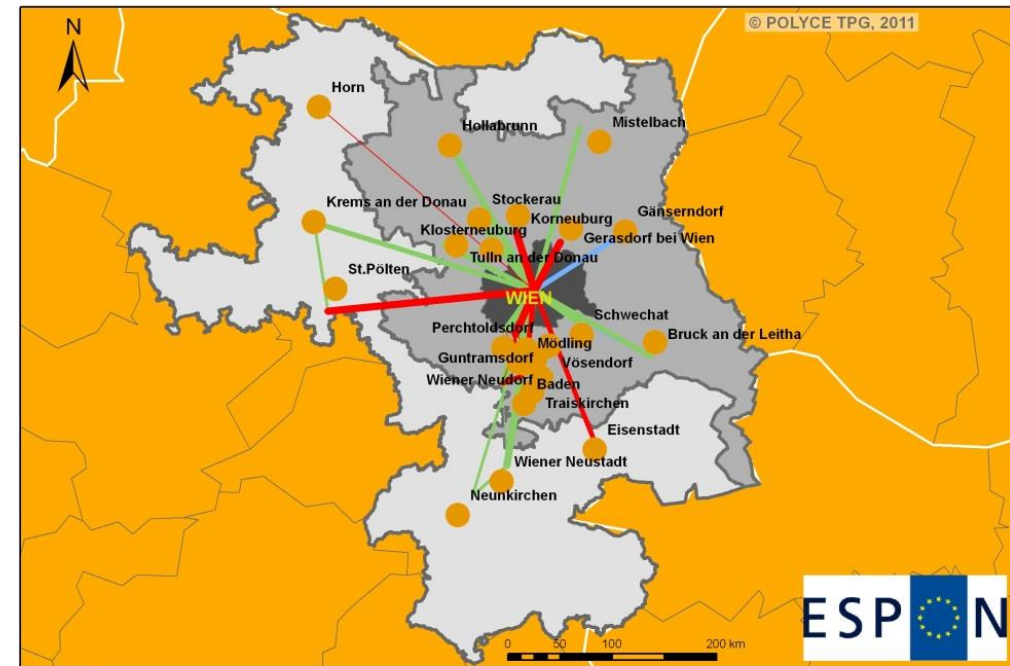 © POLYCE TPG, 2011
N
Horn
Hollabrunn
Mistelbach
Krems an der Donau
Stockerau
Korneuburg
Gänserndorf
Klosterneuburg
Gerasdorf bei Wien
Tulln an der Donau
St.Pölten
WIEN
Schwechat
Perchtoldsdorf
Mödling
Bruck an der Leitha
Guntramsdorf
Vösendorf
Wiener Neudorf
Baden
Traiskirchen
Eisenstadt
Wiener Neustadt
Neunkirchen
ESPON
0 50 100 200 km